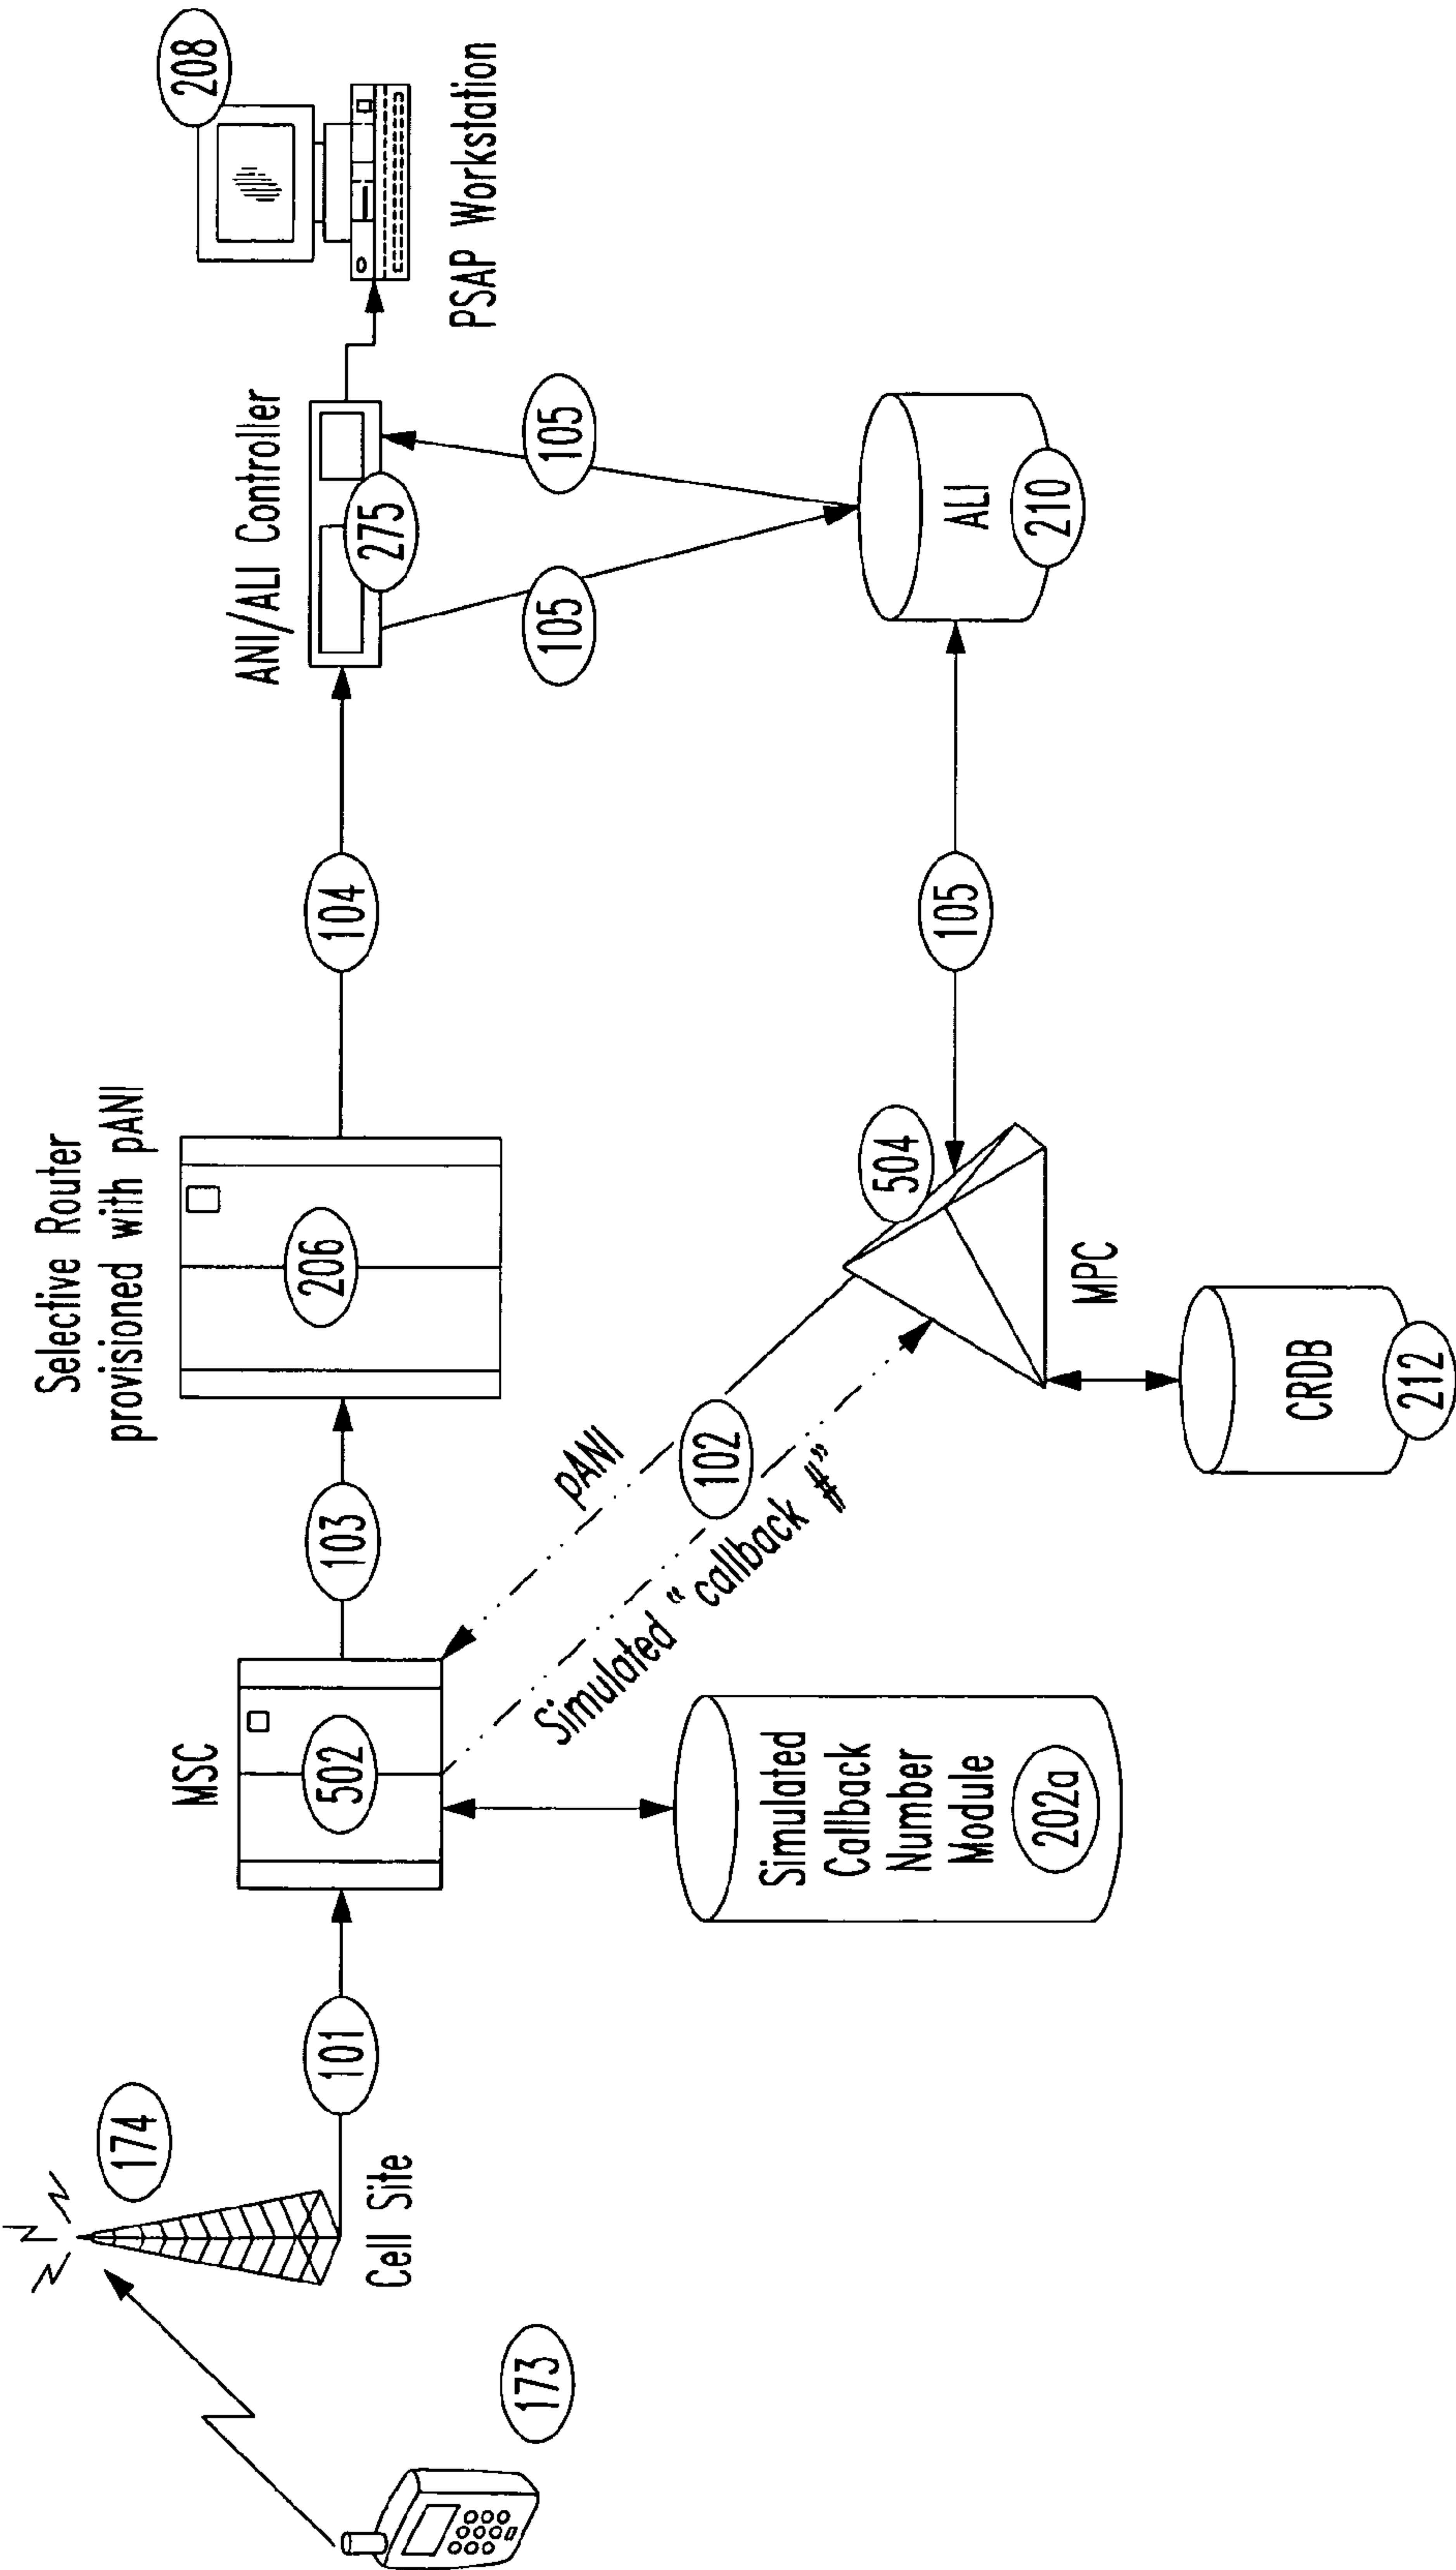 174
173
Cell Site
101
MSC
502
Simulated
Callback
Number
Module
202a
103
Selective Router
provisioned with pANI
206
pANI
102
Simulated “ callback #”
504
MPC
CRDB
212
104
105
ANI/ALI Controller
275
105
105
ALI
210
208
PSAP Workstation